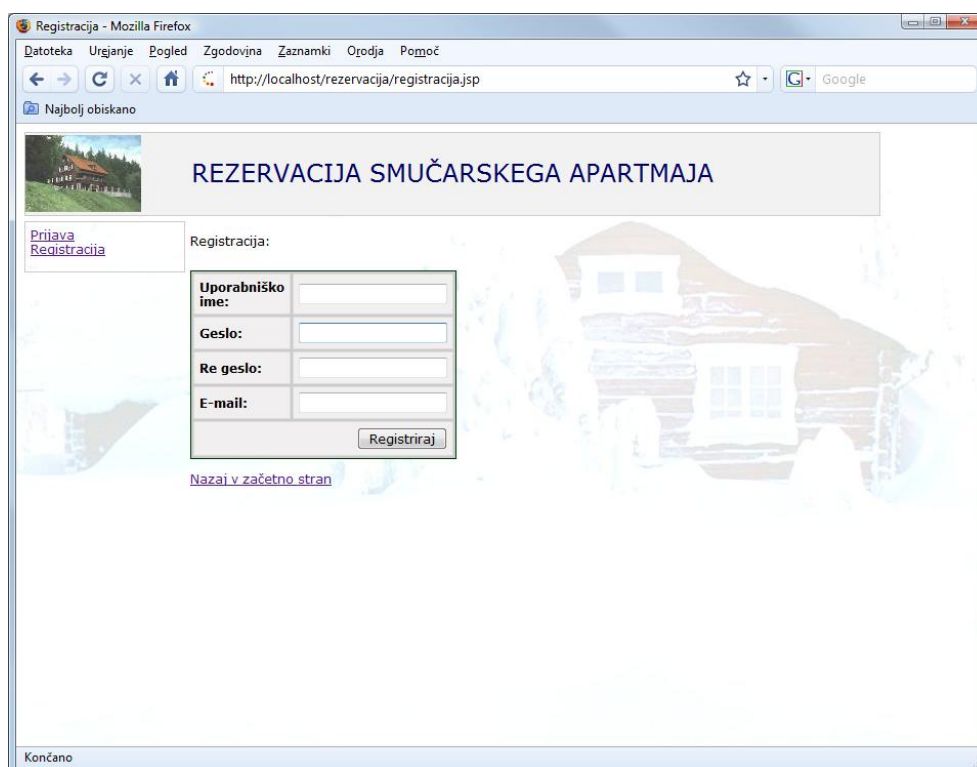 Registracija - Mozilla Firefox
Datoteka Urejanje Pogled Zgodovina Zaznamki Orodja Pomoč
http://localhost/rezervacija/registracija.jsp G Google
Najbolj obiskano
REZERVACIJA SMUČARSKEGA APARTMAJA
Prijava
Registracija
Registracija:
Uporabniško
ime:
Geslo:
Re geslo:
E-mail:
Registriraj
Nazaj v začetno stran
Končano